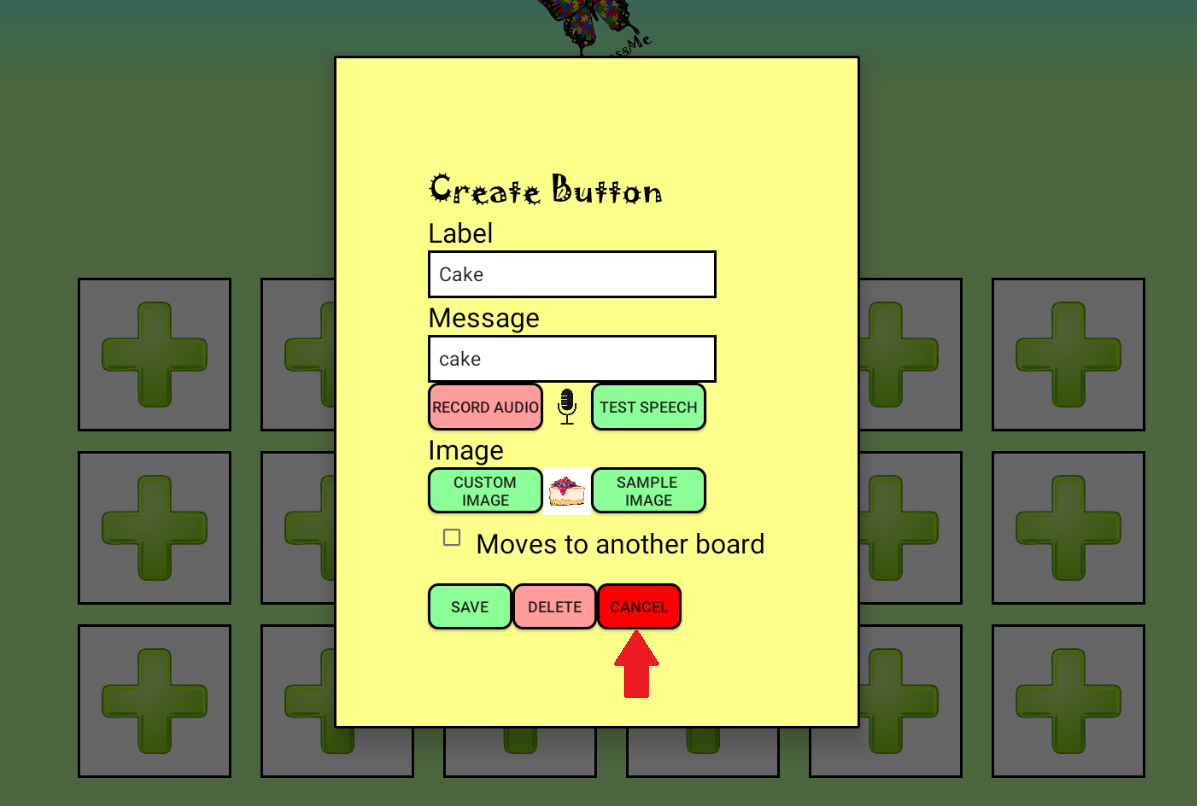 Create Button
Label
Cake
Message
cake
RECORD AUDIO
TEST SPEECH
Image
CUSTOM
IMAGE
SAMPLE
IMAGE
Moves to another board
SAVE
DELETE
CANCEL